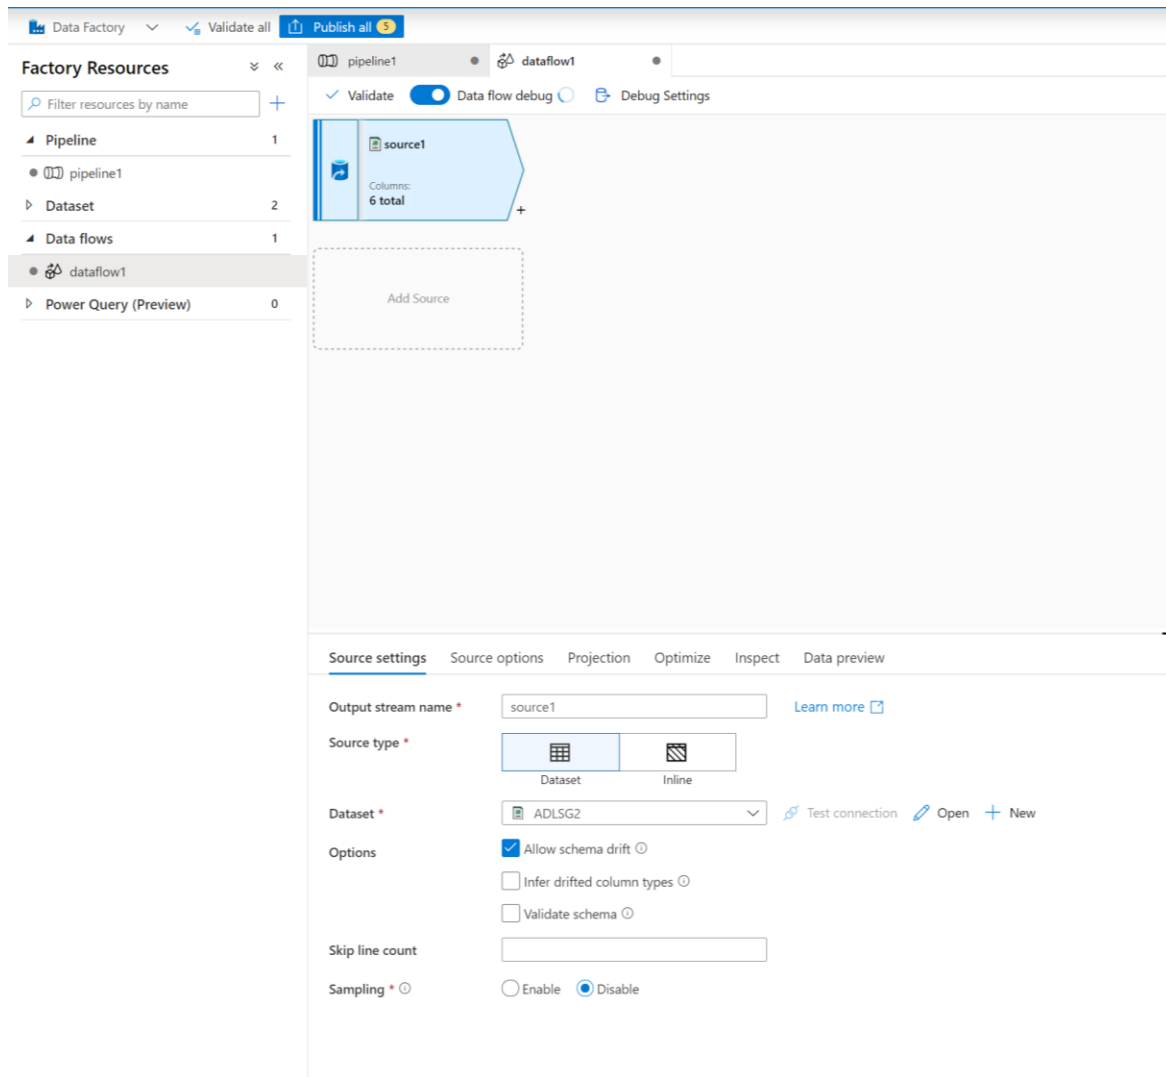 Data Factory Validate all Publish all 5
Factory Resources
Filter resources by name
Pipeline 1
pipeline1
Dataset 2
Data flows 1
dataflow1
Power Query (Preview) 0
pipeline1 dataflow1
Validate Data flow debug Debug Settings
source1
Columns:
6 total
+
Add Source
Source settings Source options Projection Optimize Inspect Data preview
Output stream name * source1 Learn more
Source type *
Dataset Inline
Dataset * ADLSG2 Test connection Open New
Options Allow schema drift
Infer drifted column types
Validate schema
Skip line count
Sampling * Enable Disable